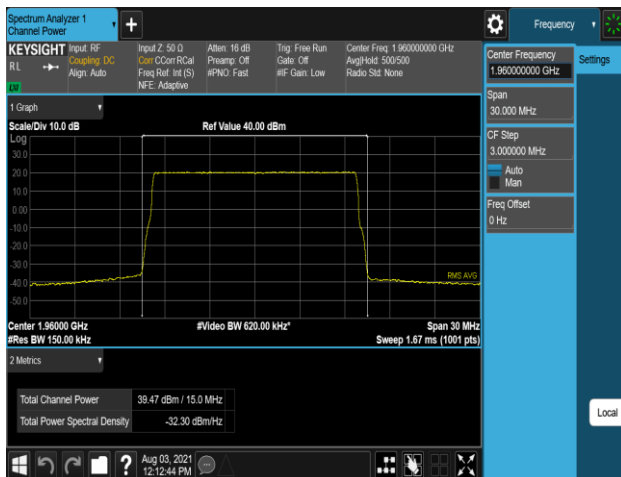 Spectrum Analyzer 1
Channel Power
+
Frequency
KEYSIGHT
RL
LXI
Input: RF
Coupling: DC
Align: Auto
Input Z: 50 Ω
Corr CCorr RCal
Freq Ref: Int (S)
NFE: Adaptive
Atten: 16 dB
Preamp: Off
#PNO: Fast
Trig: Free Run
Gate: Off
#IF Gain: Low
Center Freq: 1.960000000 GHz
Avg|Hold: 500/500
Radio Std: None
Center Frequency
1.960000000 GHz
Settings
Span
30.000 MHz
CF Step
3.000000 MHz
Auto
Man
Freq Offset
0 Hz
1 Graph
Scale/Div 10.0 dB
Ref Value 40.00 dBm
Log
30.0
20.0
10.0
0.00
-10.0
-20.0
-30.0
-40.0
-50.0
RMS AVG
Center 1.96000 GHz
#Video BW 620.00 kHz*
Span 30 MHz
#Res BW 150.00 kHz
Sweep 1.67 ms (1001 pts)
2 Metrics
Total Channel Power 39.47 dBm / 15.0 MHz
Total Power Spectral Density -32.30 dBm/Hz
Local
?
Aug 03, 2021
12:12:44 PM